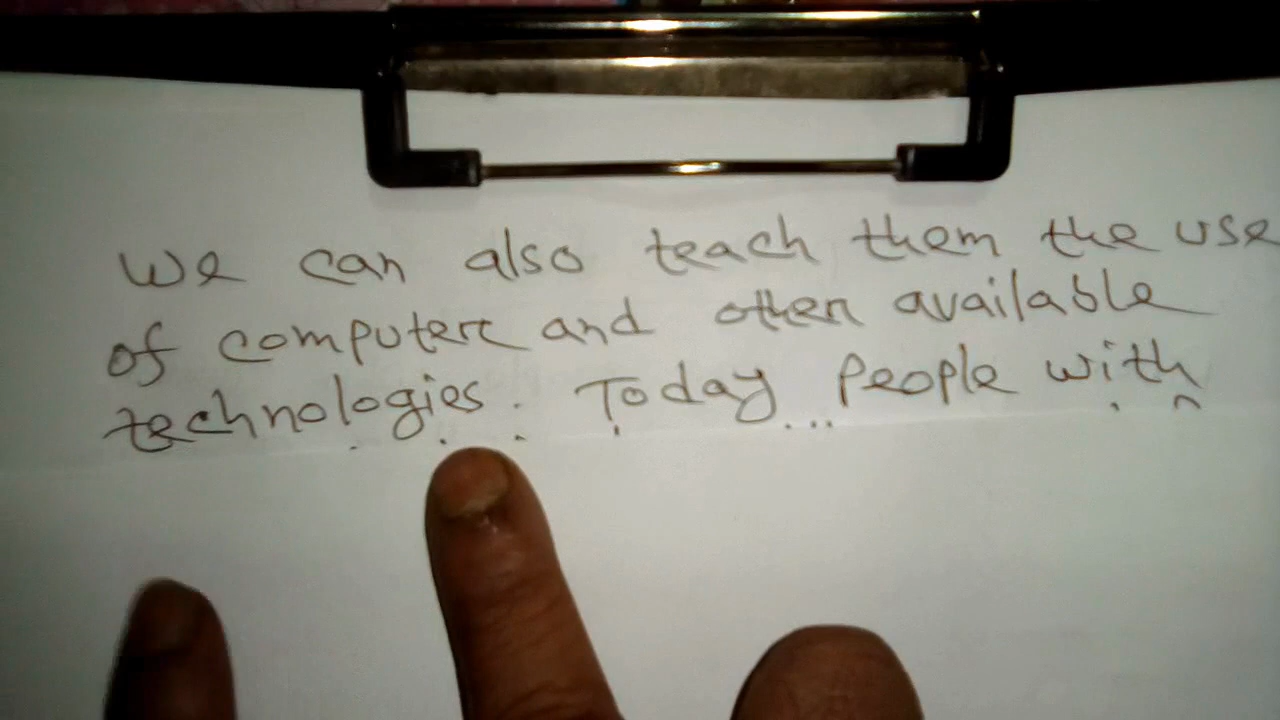 We can also teach them the use
of computer and other available
technologies. Today people with